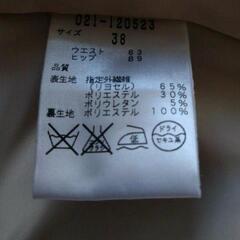 021-120523
サイズ
38
ウエスト 63
ヒップ 89
品質
表生地 指定外繊維
(リヨセル) 65%
ポリエステル 30%
ポリウレタン 5%
裏生地 ポリエステル 100%
低
ドライ
セキユ系